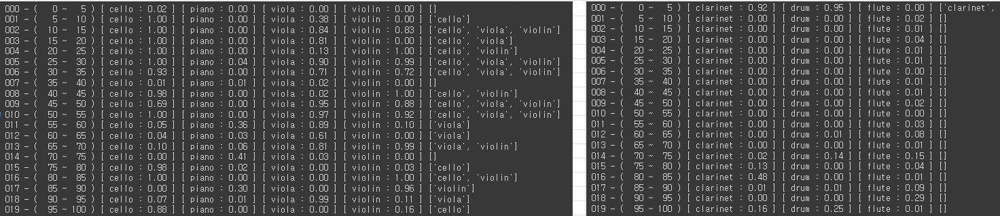 000 - (   0 ~   5 ) [ cello : 0.02 ] [ piano : 0.00 ] [ viola : 0.00 ] [ violin : 0.00 ] []
001 - (   5 ~  10 ) [ cello : 1.00 ] [ piano : 0.00 ] [ viola : 0.38 ] [ violin : 0.00 ] ['cello']
002 - (  10 ~  15 ) [ cello : 1.00 ] [ piano : 0.00 ] [ viola : 0.84 ] [ violin : 0.83 ] ['cello', 'viola', 'violin']
003 - (  15 ~  20 ) [ cello : 1.00 ] [ piano : 0.00 ] [ viola : 0.81 ] [ violin : 0.00 ] ['cello', 'viola']
004 - (  20 ~  25 ) [ cello : 1.00 ] [ piano : 0.00 ] [ viola : 0.13 ] [ violin : 1.00 ] ['cello', 'violin']
005 - (  25 ~  30 ) [ cello : 1.00 ] [ piano : 0.04 ] [ viola : 0.90 ] [ violin : 0.99 ] ['cello', 'viola', 'violin']
006 - (  30 ~  35 ) [ cello : 0.93 ] [ piano : 0.00 ] [ viola : 0.71 ] [ violin : 0.72 ] ['cello', 'viola', 'violin']
007 - (  35 ~  40 ) [ cello : 0.01 ] [ piano : 0.01 ] [ viola : 0.02 ] [ violin : 0.00 ] []
008 - (  40 ~  45 ) [ cello : 0.98 ] [ piano : 0.00 ] [ viola : 0.02 ] [ violin : 1.00 ] ['cello', 'violin']
009 - (  45 ~  50 ) [ cello : 0.69 ] [ piano : 0.00 ] [ viola : 0.95 ] [ violin : 0.88 ] ['cello', 'viola', 'violin']
010 - (  50 ~  55 ) [ cello : 1.00 ] [ piano : 0.00 ] [ viola : 0.97 ] [ violin : 0.92 ] ['cello', 'viola', 'violin']
011 - (  55 ~  60 ) [ cello : 0.05 ] [ piano : 0.36 ] [ viola : 0.89 ] [ violin : 0.10 ] ['viola']
012 - (  60 ~  65 ) [ cello : 0.04 ] [ piano : 0.03 ] [ viola : 0.61 ] [ violin : 0.00 ] ['viola']
013 - (  65 ~  70 ) [ cello : 0.10 ] [ piano : 0.06 ] [ viola : 0.81 ] [ violin : 0.99 ] ['viola', 'violin']
014 - (  70 ~  75 ) [ cello : 0.00 ] [ piano : 0.41 ] [ viola : 0.03 ] [ violin : 0.00 ] []
015 - (  75 ~  80 ) [ cello : 0.98 ] [ piano : 0.02 ] [ viola : 0.00 ] [ violin : 0.03 ] ['cello']
016 - (  80 ~  85 ) [ cello : 1.00 ] [ piano : 0.00 ] [ viola : 0.00 ] [ violin : 1.00 ] ['cello', 'violin']
017 - (  85 ~  90 ) [ cello : 0.00 ] [ piano : 0.30 ] [ viola : 0.00 ] [ violin : 0.96 ] ['violin']
018 - (  90 ~  95 ) [ cello : 0.07 ] [ piano : 0.01 ] [ viola : 0.99 ] [ violin : 0.11 ] ['viola']
019 - (  95 ~ 100 ) [ cello : 0.88 ] [ piano : 0.00 ] [ viola : 0.00 ] [ violin : 0.16 ] ['cello']
000 - (   0 ~   5 ) [ clarinet : 0.92 ] [ drum : 0.95 ] [ flute : 0.00 ] ['clarinet',
001 - (   5 ~  10 ) [ clarinet : 0.00 ] [ drum : 0.00 ] [ flute : 0.02 ] []
002 - (  10 ~  15 ) [ clarinet : 0.00 ] [ drum : 0.00 ] [ flute : 0.01 ] []
003 - (  15 ~  20 ) [ clarinet : 0.00 ] [ drum : 0.00 ] [ flute : 0.04 ] []
004 - (  20 ~  25 ) [ clarinet : 0.00 ] [ drum : 0.00 ] [ flute : 0.01 ] []
005 - (  25 ~  30 ) [ clarinet : 0.00 ] [ drum : 0.00 ] [ flute : 0.01 ] []
006 - (  30 ~  35 ) [ clarinet : 0.00 ] [ drum : 0.00 ] [ flute : 0.00 ] []
007 - (  35 ~  40 ) [ clarinet : 0.00 ] [ drum : 0.00 ] [ flute : 0.01 ] []
008 - (  40 ~  45 ) [ clarinet : 0.00 ] [ drum : 0.00 ] [ flute : 0.01 ] []
009 - (  45 ~  50 ) [ clarinet : 0.00 ] [ drum : 0.00 ] [ flute : 0.02 ] []
010 - (  50 ~  55 ) [ clarinet : 0.00 ] [ drum : 0.00 ] [ flute : 0.00 ] []
011 - (  55 ~  60 ) [ clarinet : 0.00 ] [ drum : 0.00 ] [ flute : 0.03 ] []
012 - (  60 ~  65 ) [ clarinet : 0.00 ] [ drum : 0.01 ] [ flute : 0.08 ] []
013 - (  65 ~  70 ) [ clarinet : 0.00 ] [ drum : 0.00 ] [ flute : 0.01 ] []
014 - (  70 ~  75 ) [ clarinet : 0.02 ] [ drum : 0.14 ] [ flute : 0.15 ] []
015 - (  75 ~  80 ) [ clarinet : 0.13 ] [ drum : 0.00 ] [ flute : 0.04 ] []
016 - (  80 ~  85 ) [ clarinet : 0.48 ] [ drum : 0.00 ] [ flute : 0.01 ] []
017 - (  85 ~  90 ) [ clarinet : 0.01 ] [ drum : 0.01 ] [ flute : 0.09 ] []
018 - (  90 ~  95 ) [ clarinet : 0.00 ] [ drum : 0.00 ] [ flute : 0.29 ] []
019 - (  95 ~ 100 ) [ clarinet : 0.16 ] [ drum : 0.25 ] [ flute : 0.01 ] []